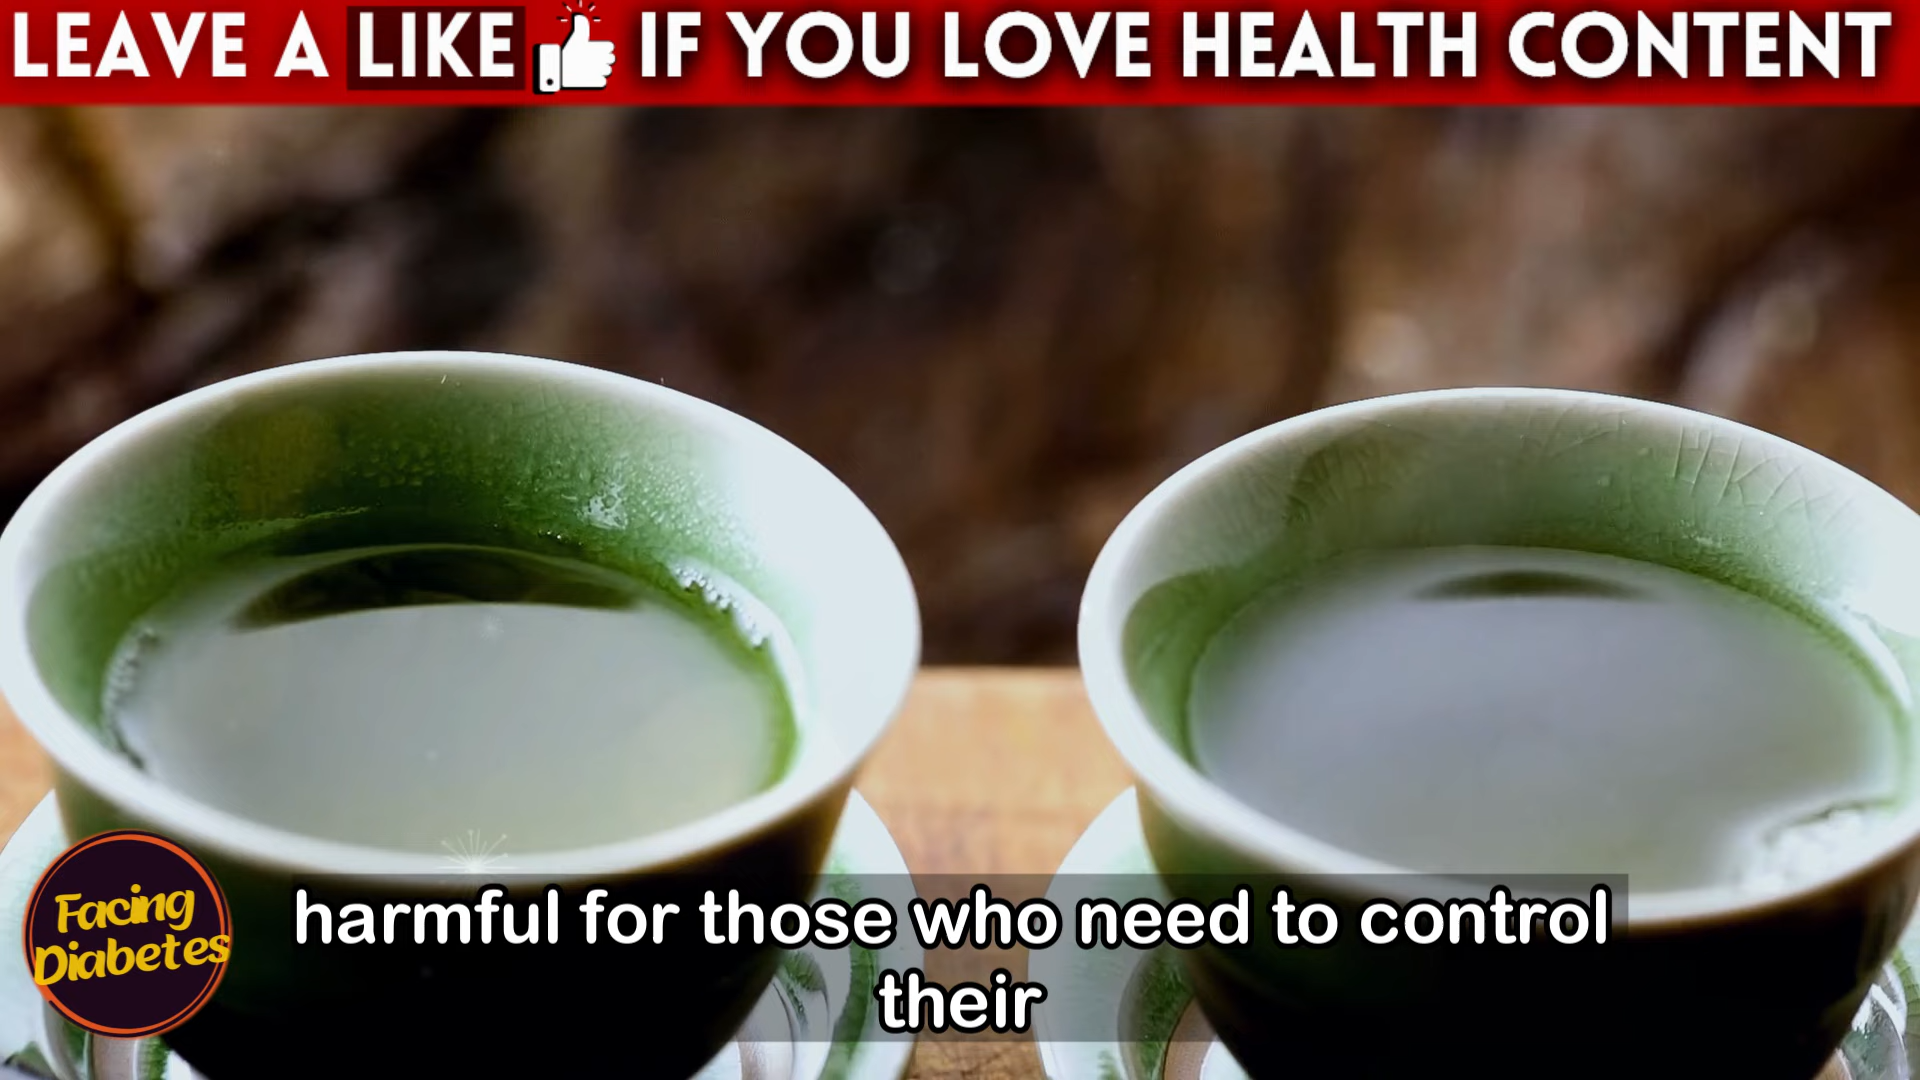 LEAVE A LIKE IF YOU LOVE HEALTH CONTENT
harmful for those who need to control
their
Facing
Diabetes